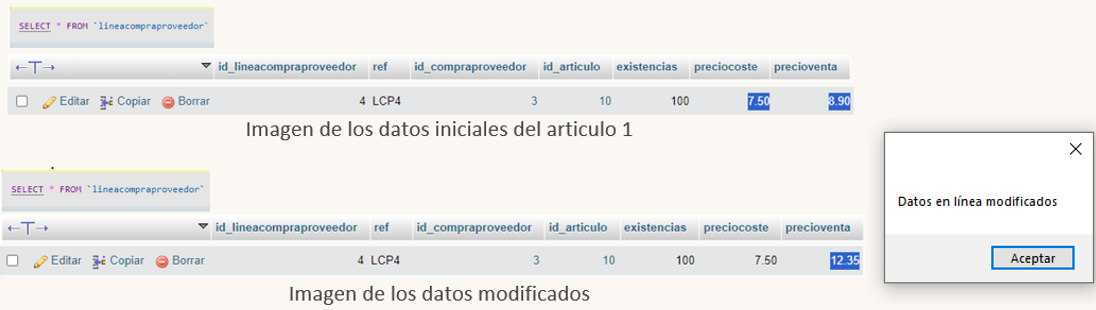 SELECT * FROM `lineacompraproveedor`
←T→ ▼ id_lineacompraproveedor ref id_compraproveedor id_articulo existencias preciocoste precioventa
Editar Copiar Borrar 4 LCP4 3 10 100 7.50 8.90
Imagen de los datos iniciales del articulo 1
SELECT * FROM `lineacompraproveedor`
←T→ ▼ id_lineacompraproveedor ref id_compraproveedor id_articulo existencias preciocoste precioventa
Editar Copiar Borrar 4 LCP4 3 10 100 7.50 12.35
Imagen de los datos modificados
Datos en línea modificados
Aceptar